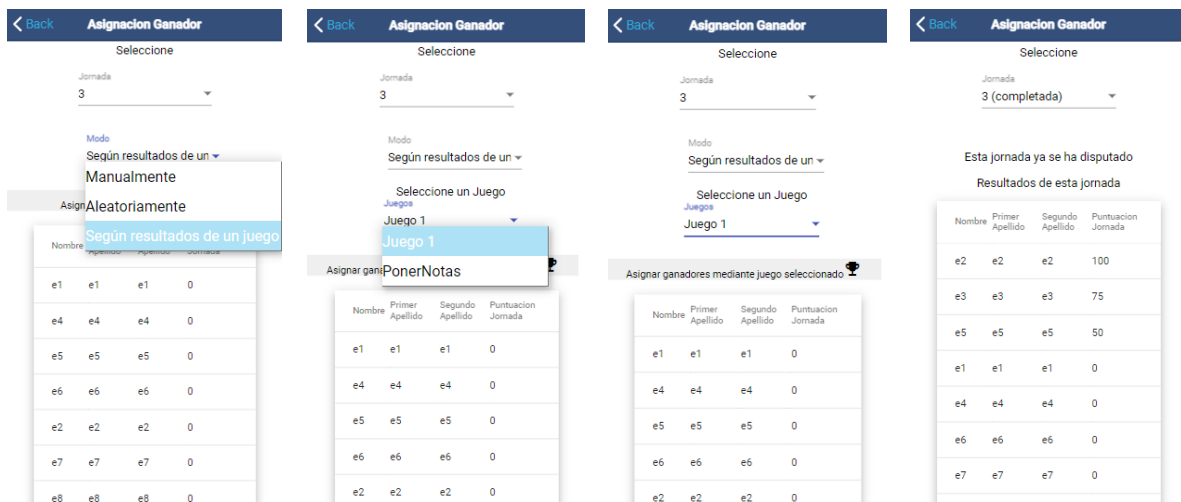 Back Asignacion Ganador
Seleccione
Jornada
3
Modo
Según resultados de un
Manualmente
Aleatoriamente
Según resultados de un juego
Asign
Nombre Apellido Apellido Jornada
e1 e1 e1 0
e4 e4 e4 0
e5 e5 e5 0
e6 e6 e6 0
e2 e2 e2 0
e7 e7 e7 0
e8 e8 e8 0
Back Asignacion Ganador
Seleccione
Jornada
3
Modo
Según resultados de un
Seleccione un Juego
Juegos
Juego 1
Juego 1
PonerNotas
Asignar gana
Nombre Primer Apellido Segundo Apellido Puntuacion Jornada
e1 e1 e1 0
e4 e4 e4 0
e5 e5 e5 0
e6 e6 e6 0
e2 e2 e2 0
Back Asignacion Ganador
Seleccione
Jornada
3
Modo
Según resultados de un
Seleccione un Juego
Juegos
Juego 1
Asignar ganadores mediante juego seleccionado
Nombre Primer Apellido Segundo Apellido Puntuacion Jornada
e1 e1 e1 0
e4 e4 e4 0
e5 e5 e5 0
e6 e6 e6 0
e2 e2 e2 0
Back Asignacion Ganador
Seleccione
Jornada
3 (completada)
Esta jornada ya se ha disputado
Resultados de esta jornada
Nombre Primer Apellido Segundo Apellido Puntuacion Jornada
e2 e2 e2 100
e3 e3 e3 75
e5 e5 e5 50
e1 e1 e1 0
e4 e4 e4 0
e6 e6 e6 0
e7 e7 e7 0